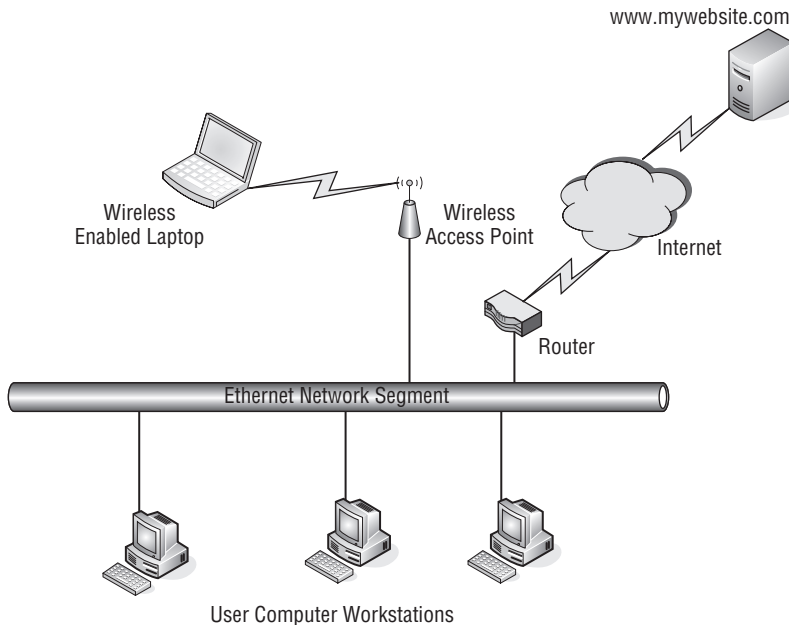 www.mywebsite.com
Wireless
Enabled Laptop
Wireless
Access Point
Internet
Router
Ethernet Network Segment
User Computer Workstations